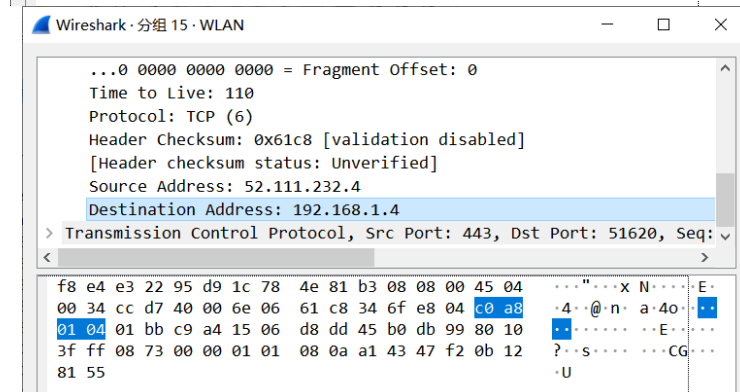 Wireshark · 分组 15 · WLAN
...0 0000 0000 0000 = Fragment Offset: 0
Time to Live: 110
Protocol: TCP (6)
Header Checksum: 0x61c8 [validation disabled]
[Header checksum status: Unverified]
Source Address: 52.111.232.4
Destination Address: 192.168.1.4
Transmission Control Protocol, Src Port: 443, Dst Port: 51620, Seq:
f8 e4 e3 22 95 d9 1c 78 4e 81 b3 08 08 00 45 04 ···"···x N·····E·
00 34 cc d7 40 00 6e 06 61 c8 34 6f e8 04 c0 a8 ·4··@·n· a·4o····
01 04 01 bb c9 a4 15 06 d8 dd 45 b0 db 99 80 10 ········ ··E·····
3f ff 08 73 00 00 01 01 08 0a a1 43 47 f2 0b 12 ?··s···· ···CG···
81 55 ·U